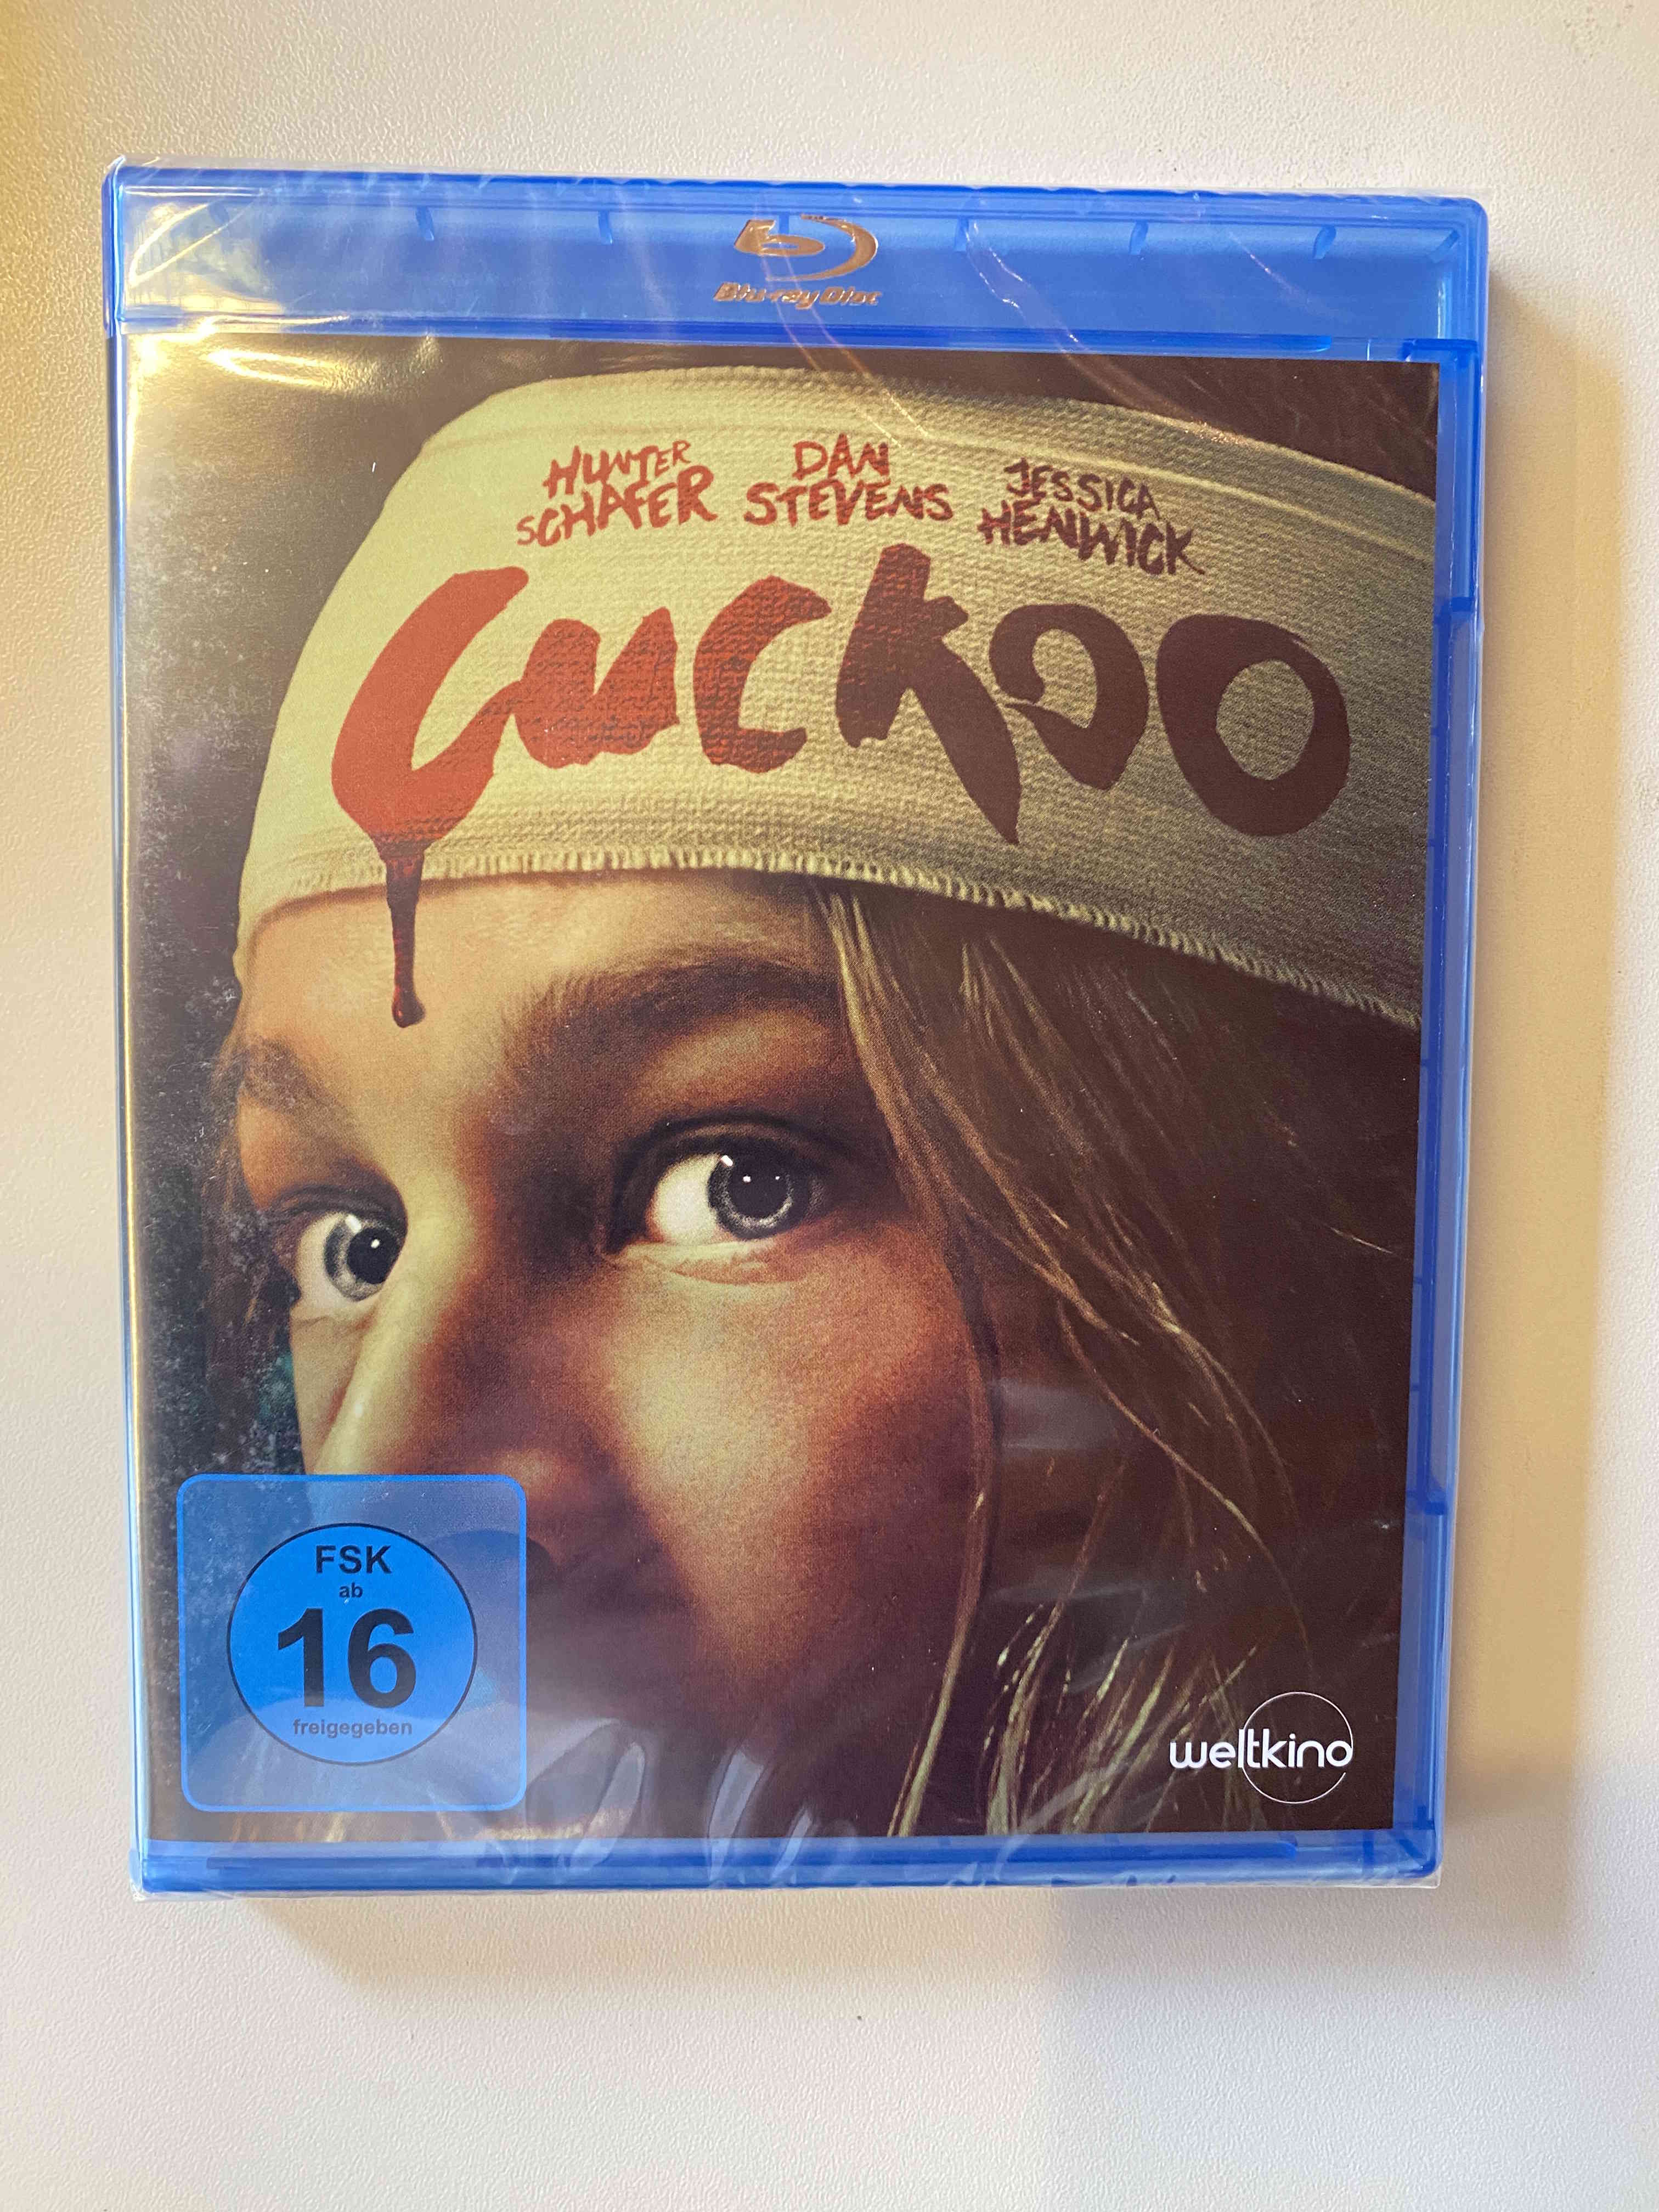 Blu-ray Disc
HUNTER SCHAFER
DAN STEVENS
JESSICA HENWICK
Cuckoo
FSK
ab
16
freigegeben
weltkino